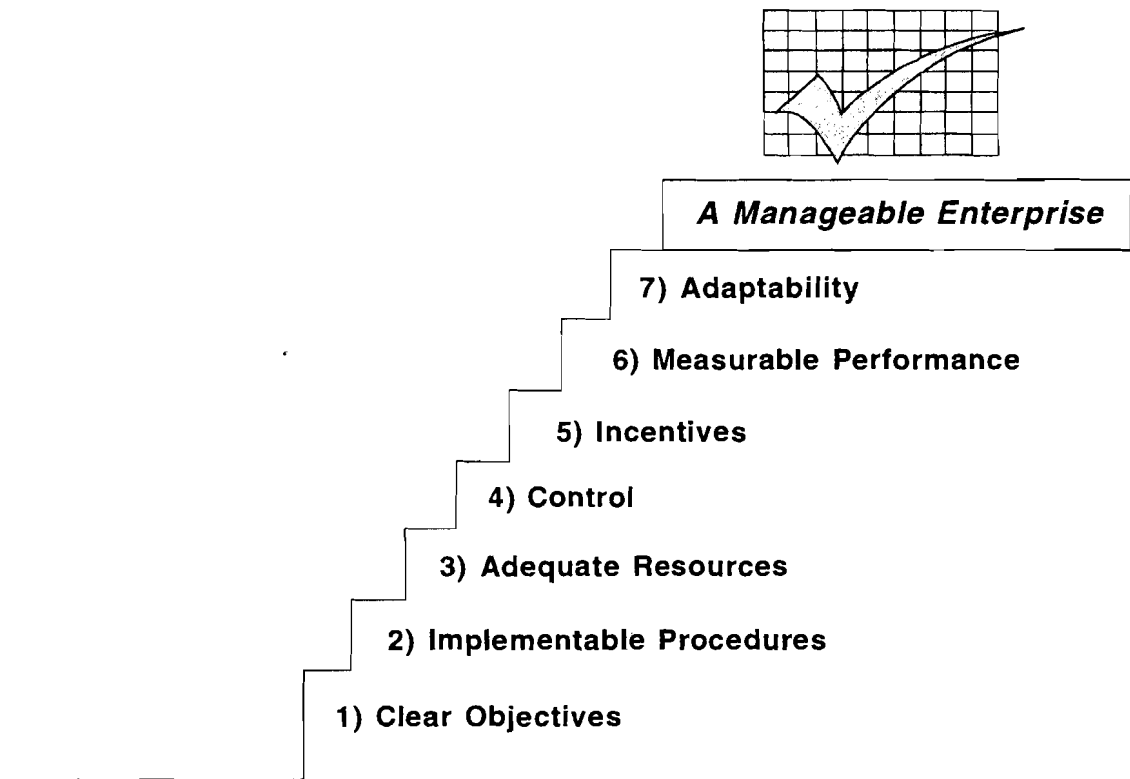 A Manageable Enterprise
7) Adaptability
6) Measurable Performance
5) Incentives
4) Control
3) Adequate Resources
2) Implementable Procedures
1) Clear Objectives